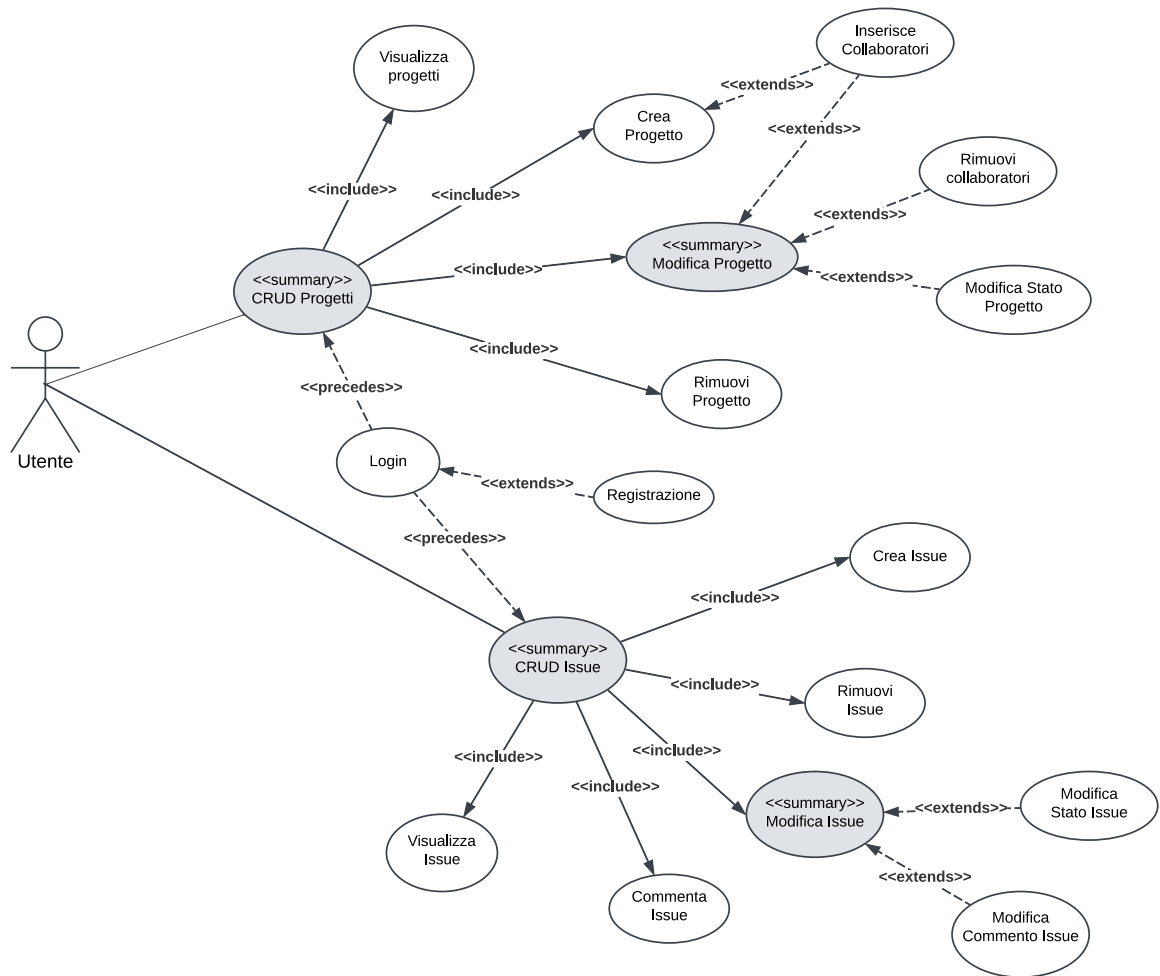 Inserisce
Collaboratori
Visualizza
progetti
<<extends>>
Crea
Progetto
<<extends>>
Rimuovi
collaboratori
<<include>>
<<include>>
<<extends>>
<<summary>>
Modifica Progetto
<<include>>
<<extends>>
<<summary>>
CRUD Progetti
Modifica Stato
Progetto
<<include>>
<<precedes>>
Rimuovi
Progetto
Utente
Login
<<extends>>
Registrazione
<<precedes>>
Crea Issue
<<include>>
<<summary>>
CRUD Issue
<<include>>
Rimuovi
Issue
<<include>>
<<include>>
<<include>>
<<summary>>
Modifica Issue
<<extends>>
Modifica
Stato Issue
Visualizza
Issue
<<extends>>
Commenta
Issue
Modifica
Commento Issue